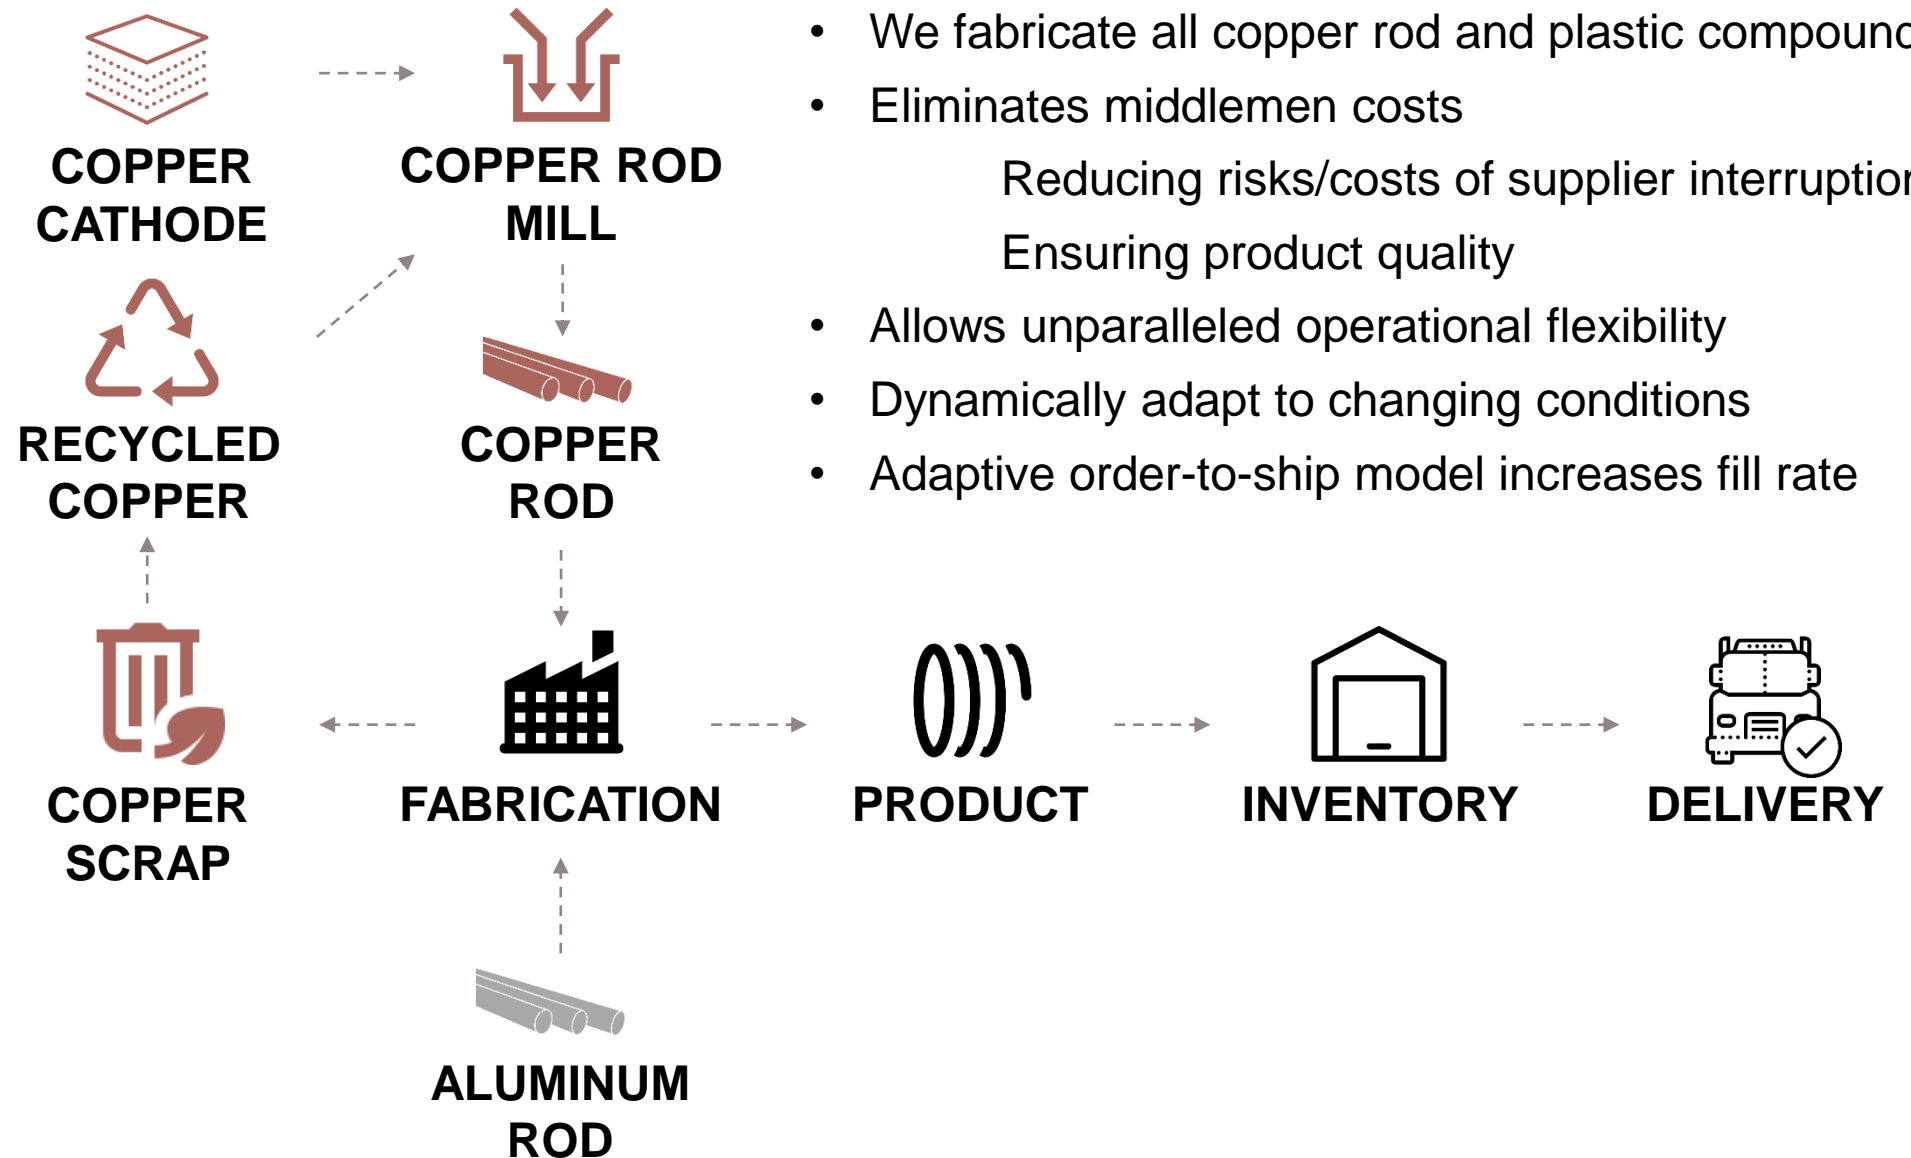 • We fabricate all copper rod and plastic compound
• Eliminates middlemen costs
Reducing risks/costs of supplier interruption
Ensuring product quality
• Allows unparalleled operational flexibility
• Dynamically adapt to changing conditions
• Adaptive order-to-ship model increases fill rate
COPPER
CATHODE
COPPER ROD
MILL
RECYCLED
COPPER
COPPER
ROD
COPPER
SCRAP
FABRICATION
PRODUCT
INVENTORY
DELIVERY
ALUMINUM
ROD